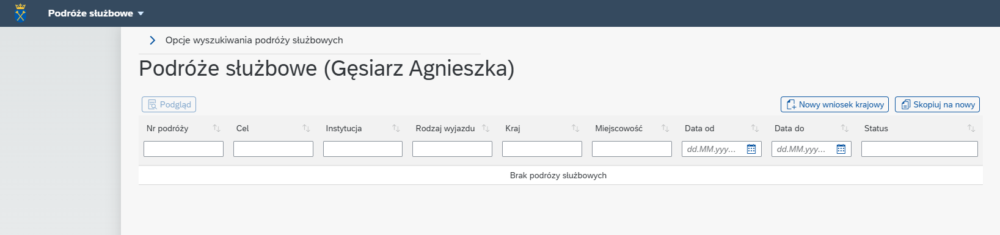 Podróże służbowe
Opcje wyszukiwania podróży służbowych
Podróże służbowe (Gęsiarz Agnieszka)
Podgląd Nowy wniosek krajowy Skopiuj na nowy
Nr podróży Cel Instytucja Rodzaj wyjazdu Kraj Miejscowość Data od Data do Status
dd.MM.yyy... dd.MM.yyy...
Brak podrózy służbowych